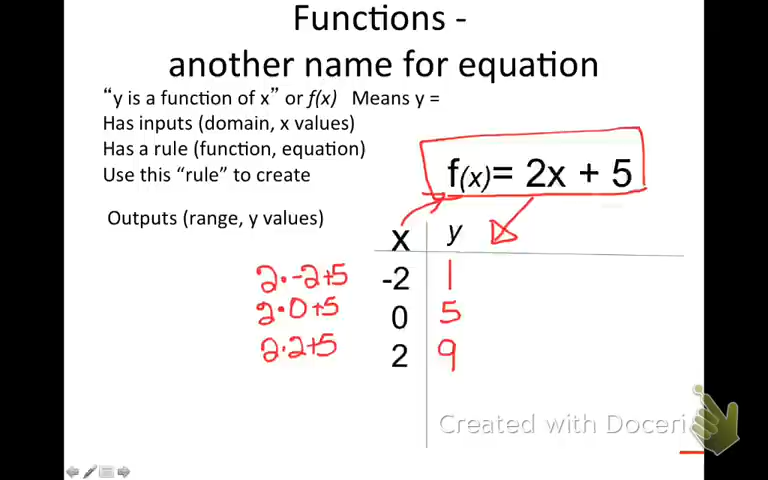 Functions -
another name for equation
“y is a function of x” or f(x)   Means y =
Has inputs (domain, x values)
Has a rule (function, equation)
Use this “rule” to create
f(x)= 2x + 5
Outputs (range, y values)
x y
2·-2+5 -2 1
2·0+5 0 5
2·2+5 2 9
Created with Doceri